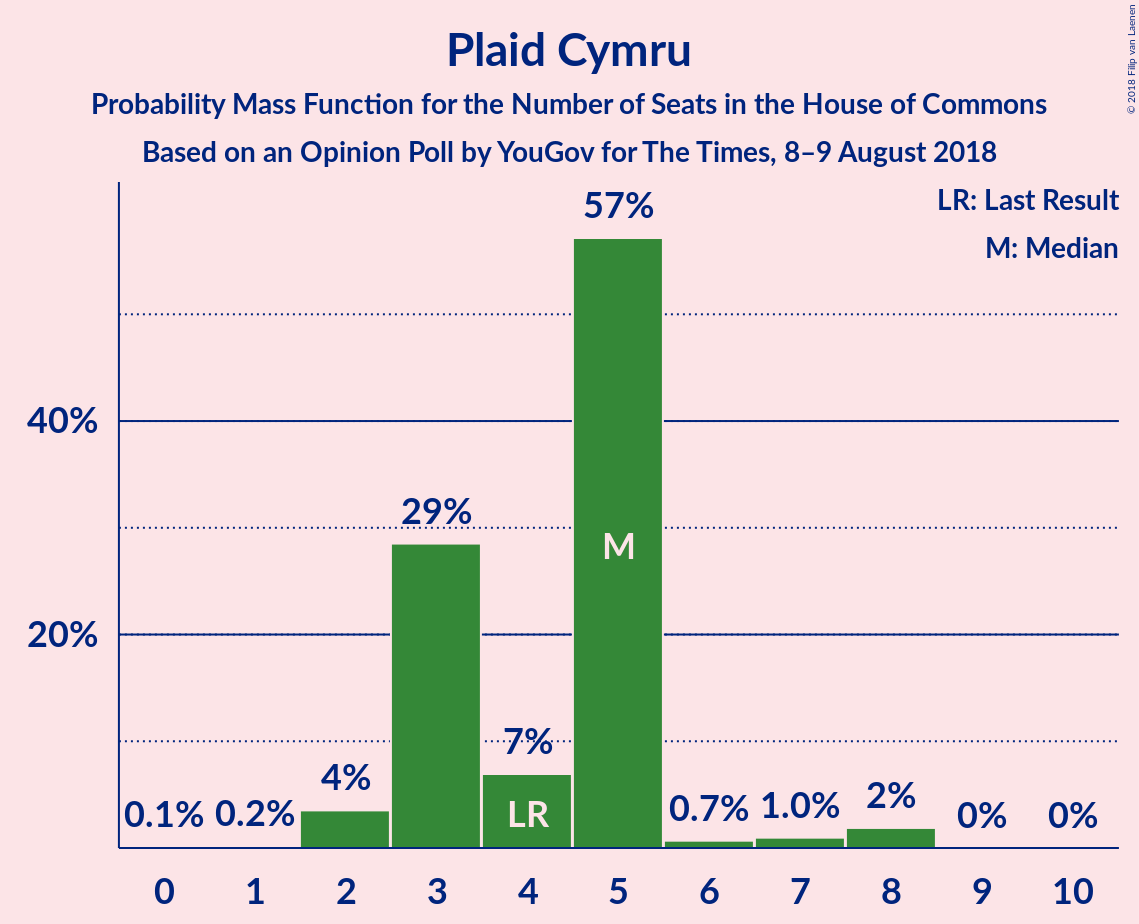 Plaid Cymru
Probability Mass Function for the Number of Seats in the House of Commons
Based on an Opinion Poll by YouGov for The Times, 8–9 August 2018
© 2018 Filip van Laenen
LR: Last Result
M: Median
57%
40%
29%
M
20%
7%
4%
0.1% 0.2% LR 0.7% 1.0% 2% 0% 0%
0 1 2 3 4 5 6 7 8 9 10